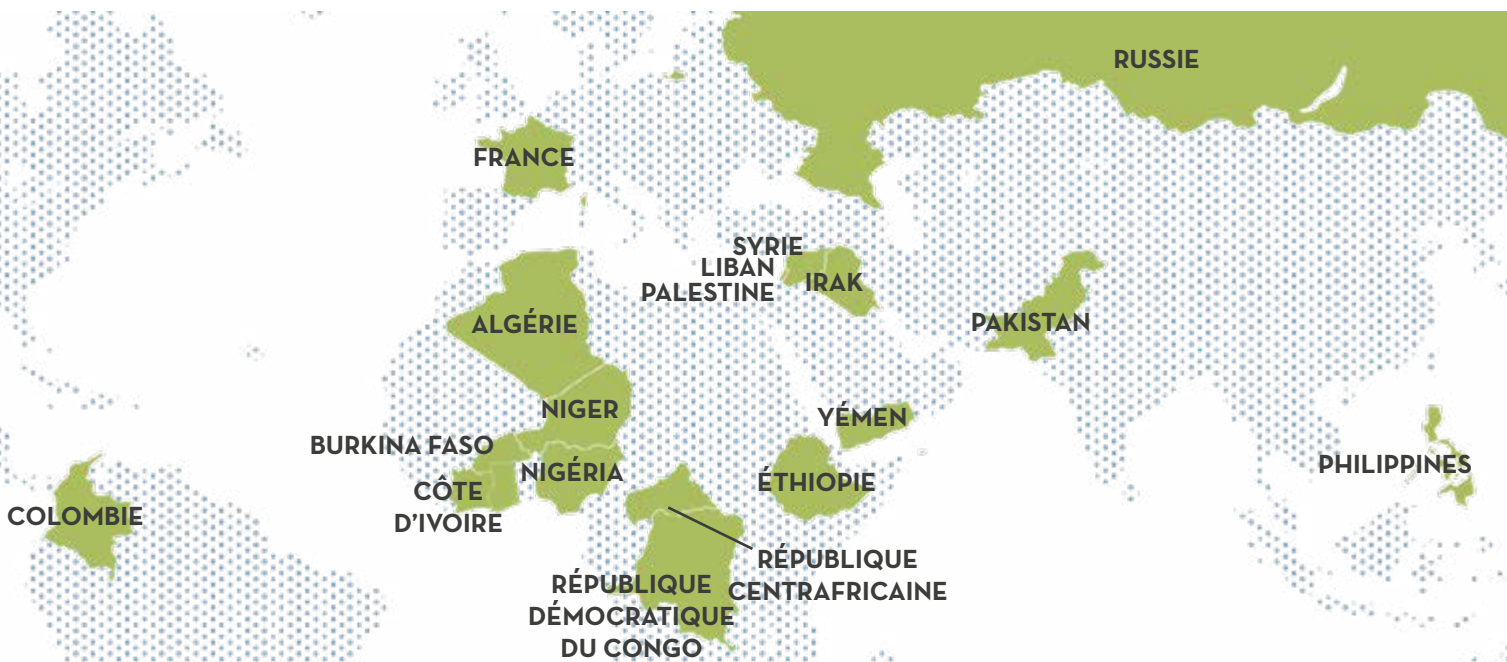 RUSSIE
FRANCE
SYRIE
LIBAN
PALESTINE
IRAK
ALGÉRIE
PAKISTAN
NIGER
YÉMEN
BURKINA FASO
NIGÉRIA
CÔTE
D'IVOIRE
ÉTHIOPIE
PHILIPPINES
COLOMBIE
RÉPUBLIQUE
CENTRAFRICAINE
RÉPUBLIQUE
DÉMOCRATIQUE
DU CONGO